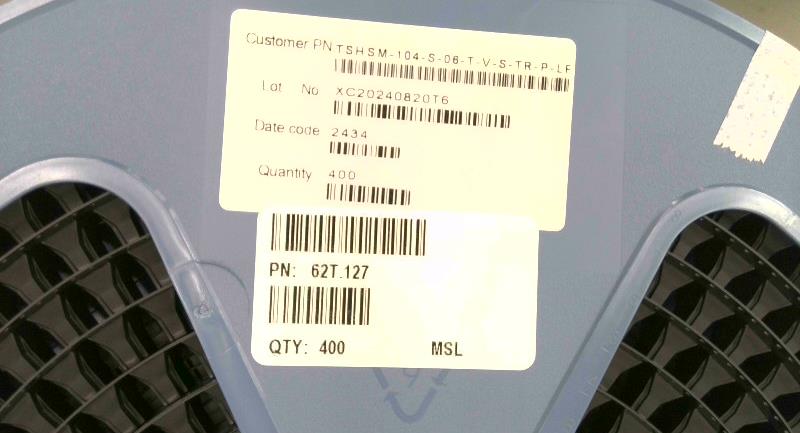 Customer PN TSHSM-104-S-06-T-V-S-TR-P-LF
Lot No XC20240820T6
Date code 2434
Quantity 400
PN: 62T.127
QTY: 400 MSL
6